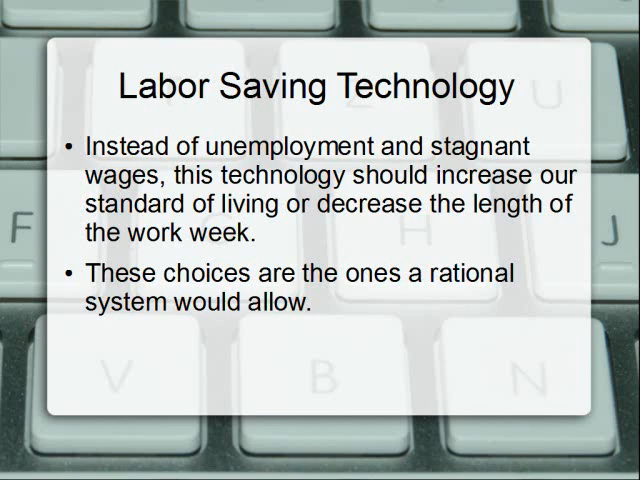 Labor Saving Technology
• Instead of unemployment and stagnant
wages, this technology should increase our
standard of living or decrease the length of
the work week.
• These choices are the ones a rational
system would allow.
U
F
H
J
V
B
N